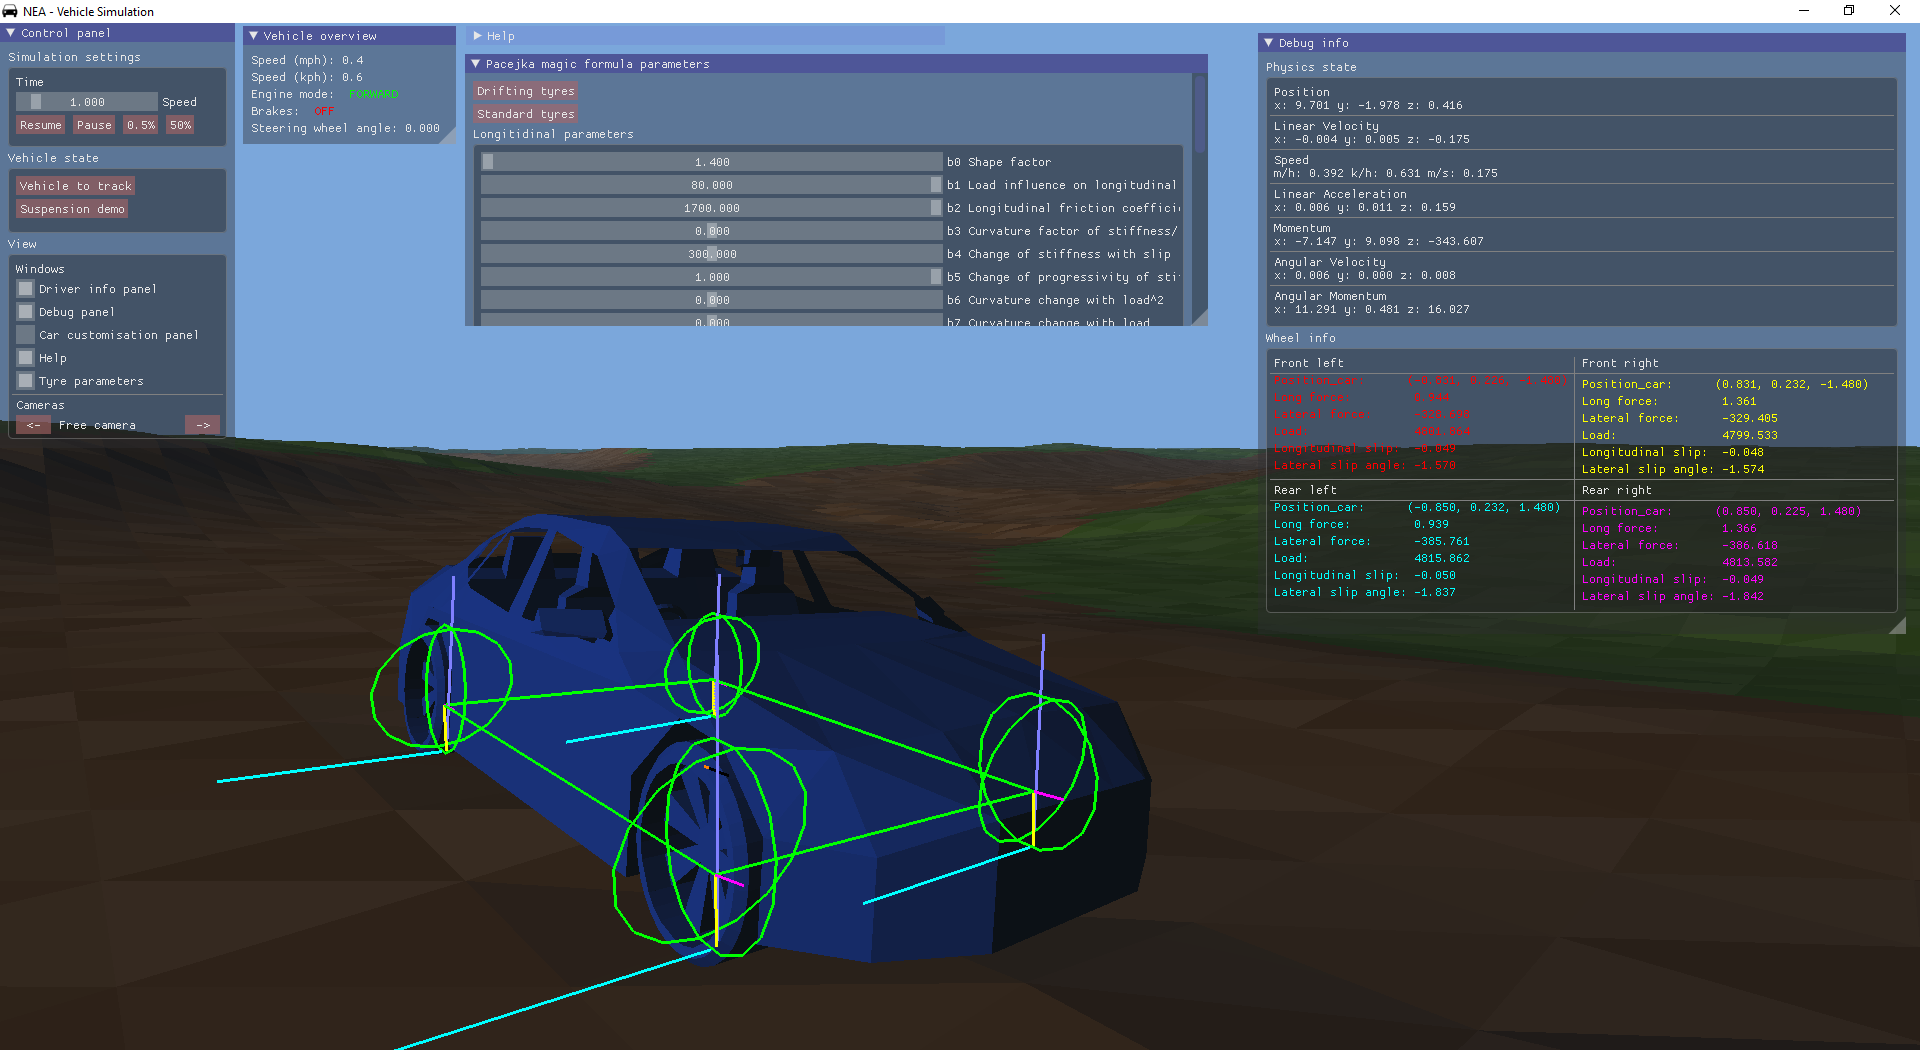 NEA - Vehicle Simulation
Control panel
Simulation settings
Time
1.000 Speed
Resume Pause 0.5% 50%
Vehicle state
Vehicle to track
Suspension demo
View
Windows
Driver info panel
Debug panel
Car customisation panel
Help
Tyre parameters
Cameras
<- Free camera ->
Vehicle overview
Speed (mph): 0.4
Speed (kph): 0.6
Engine mode: FORWARD
Brakes: OFF
Steering wheel angle: 0.000
Help
Pacejka magic formula parameters
Drifting tyres
Standard tyres
Longitidinal parameters
1.400 b0 Shape factor
80.000 b1 Load influence on longitudinal
1700.000 b2 Longitudinal friction coeffici
0.000 b3 Curvature factor of stiffness/
300.000 b4 Change of stiffness with slip
1.000 b5 Change of progressivity of sti
0.000 b6 Curvature change with load^2
0.000 b7 Curvature change with load
Debug info
Physics state
Position
x: 9.701 y: -1.978 z: 0.416
Linear Velocity
x: -0.004 y: 0.005 z: -0.175
Speed
m/h: 0.392 k/h: 0.631 m/s: 0.175
Linear Acceleration
x: 0.006 y: 0.011 z: 0.159
Momentum
x: -7.147 y: 9.098 z: -343.607
Angular Velocity
x: 0.006 y: 0.000 z: 0.008
Angular Momentum
x: 11.291 y: 0.481 z: 16.027
Wheel info
Front left
Position_car:
Long force:
Lateral force:
Load:
Longitudinal slip: -0.049
Lateral slip angle: -1.570
Front right
Position_car: (0.831, 0.232, -1.480)
Long force: 1.361
Lateral force: -329.405
Load: 4799.533
Longitudinal slip: -0.048
Lateral slip angle: -1.574
Rear left
Position_car: (-0.850, 0.232, 1.480)
Long force: 0.939
Lateral force: -385.761
Load: 4815.862
Longitudinal slip: -0.050
Lateral slip angle: -1.837
Rear right
Position_car: (0.850, 0.225, 1.480)
Long force: 1.366
Lateral force: -386.618
Load: 4813.582
Longitudinal slip: -0.049
Lateral slip angle: -1.842